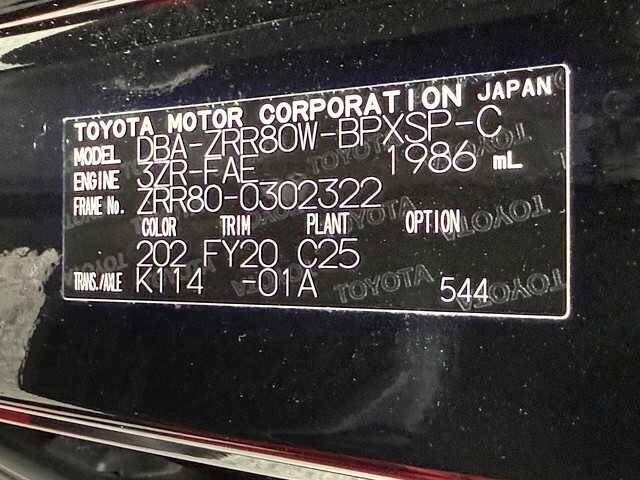 TOYOTA MOTOR CORPORATION JAPAN
MODEL DBA-ZRR80W-BPXSP-C
ENGINE 3ZR-FAE 1986 mL
FRAME No. ZRR80-0302322
COLOR TRIM PLANT OPTION
202 FY20 C25
TRANS./AXLE K114 -01A 544